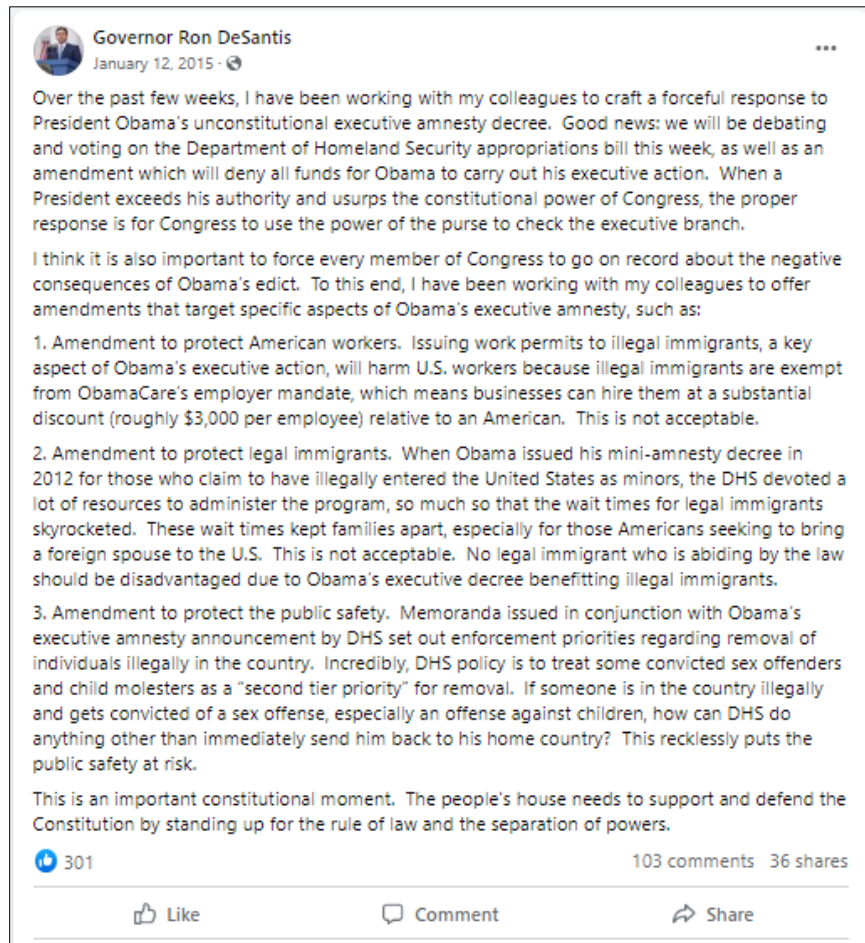 Governor Ron DeSantis
January 12, 2015 ·
Over the past few weeks, I have been working with my colleagues to craft a forceful response to
President Obama's unconstitutional executive amnesty decree.  Good news: we will be debating
and voting on the Department of Homeland Security appropriations bill this week, as well as an
amendment which will deny all funds for Obama to carry out his executive action.  When a
President exceeds his authority and usurps the constitutional power of Congress, the proper
response is for Congress to use the power of the purse to check the executive branch.
I think it is also important to force every member of Congress to go on record about the negative
consequences of Obama's edict.  To this end, I have been working with my colleagues to offer
amendments that target specific aspects of Obama's executive amnesty, such as:
1. Amendment to protect American workers.  Issuing work permits to illegal immigrants, a key
aspect of Obama's executive action, will harm U.S. workers because illegal immigrants are exempt
from ObamaCare's employer mandate, which means businesses can hire them at a substantial
discount (roughly $3,000 per employee) relative to an American.  This is not acceptable.
2. Amendment to protect legal immigrants.  When Obama issued his mini-amnesty decree in
2012 for those who claim to have illegally entered the United States as minors, the DHS devoted a
lot of resources to administer the program, so much so that the wait times for legal immigrants
skyrocketed.  These wait times kept families apart, especially for those Americans seeking to bring
a foreign spouse to the U.S.  This is not acceptable.  No legal immigrant who is abiding by the law
should be disadvantaged due to Obama's executive decree benefitting illegal immigrants.
3. Amendment to protect the public safety.  Memoranda issued in conjunction with Obama's
executive amnesty announcement by DHS set out enforcement priorities regarding removal of
individuals illegally in the country.  Incredibly, DHS policy is to treat some convicted sex offenders
and child molesters as a "second tier priority" for removal.  If someone is in the country illegally
and gets convicted of a sex offense, especially an offense against children, how can DHS do
anything other than immediately send him back to his home country?  This recklessly puts the
public safety at risk.
This is an important constitutional moment.  The people's house needs to support and defend the
Constitution by standing up for the rule of law and the separation of powers.
301 103 comments 36 shares
Like Comment Share